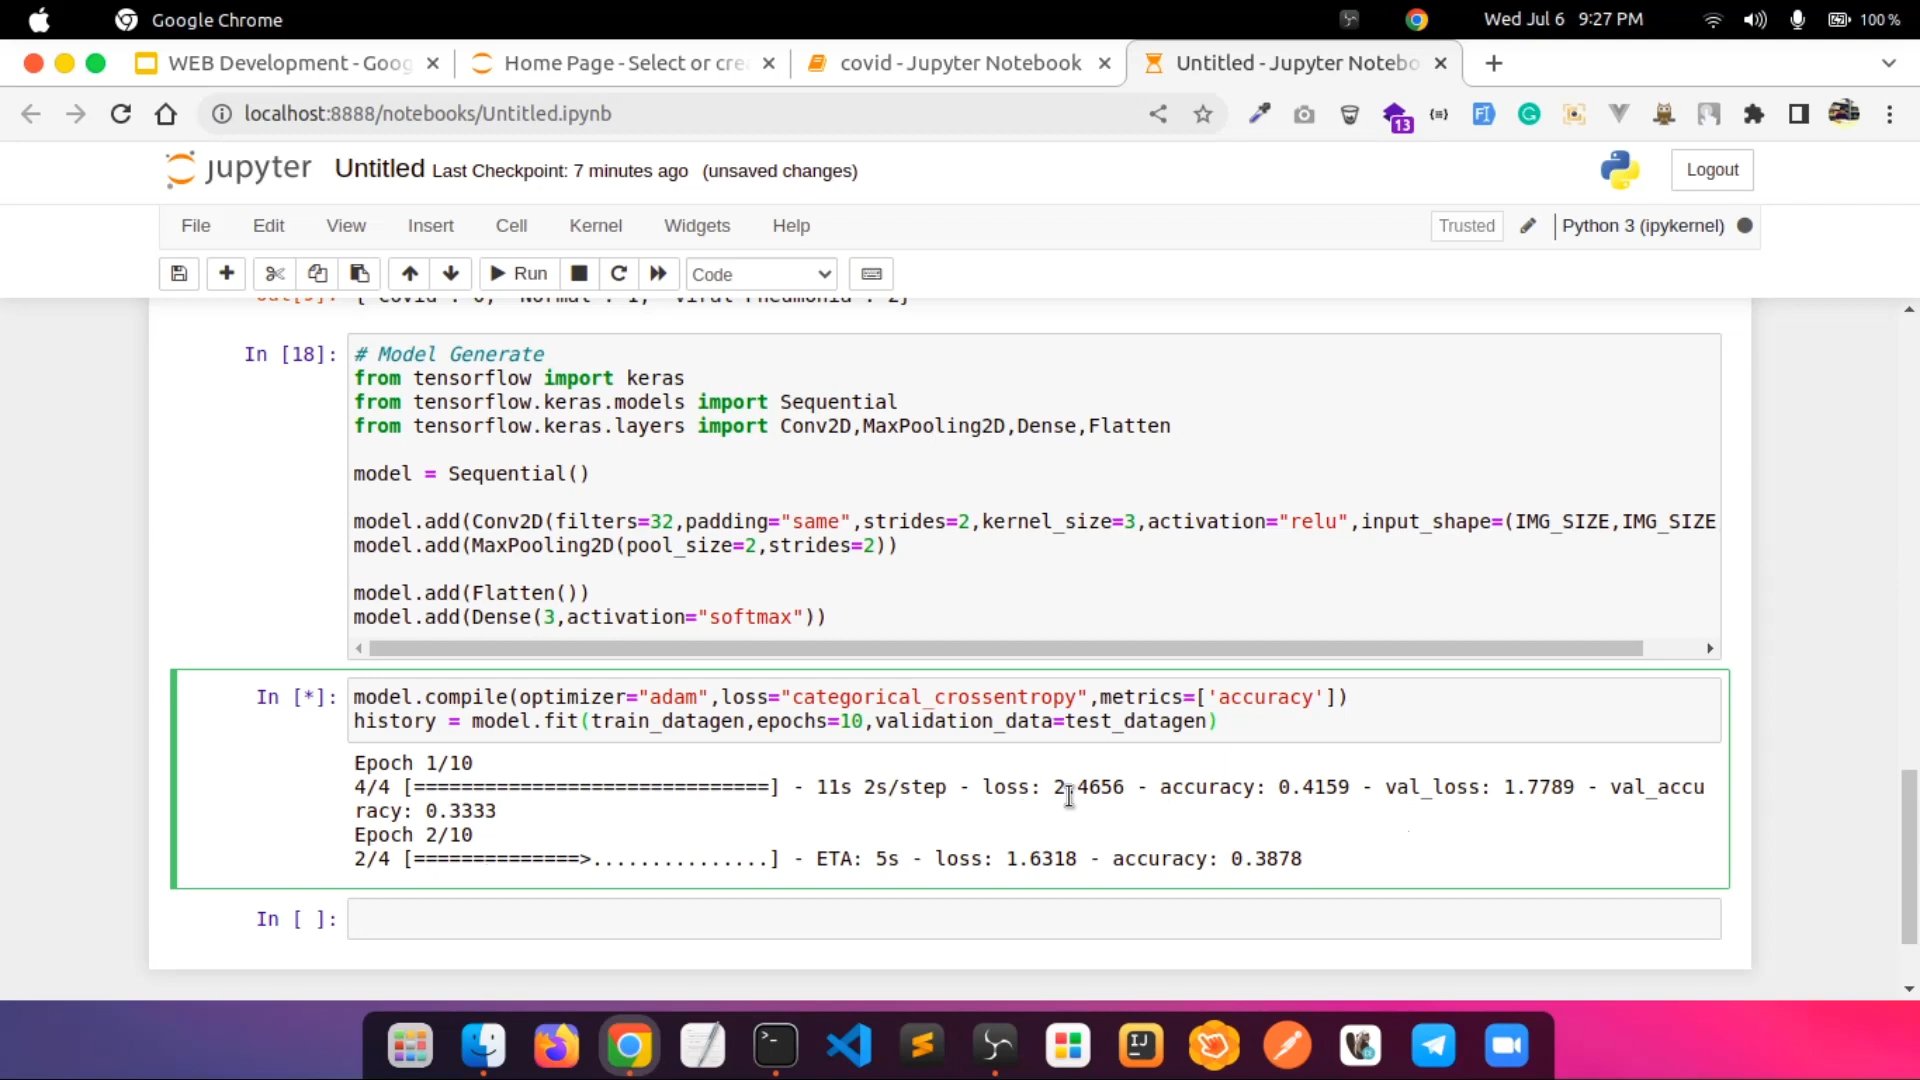 Google Chrome
Wed Jul 6 9:27 PM
100 %
WEB Development - Goog
Home Page - Select or cre
covid - Jupyter Notebook
Untitled - Jupyter Notebo
localhost:8888/notebooks/Untitled.ipynb
13
jupyter Untitled Last Checkpoint: 7 minutes ago (unsaved changes)
Logout
File Edit View Insert Cell Kernel Widgets Help
Trusted
Python 3 (ipykernel)
Run
Code
In [18]:
# Model Generate
from tensorflow import keras
from tensorflow.keras.models import Sequential
from tensorflow.keras.layers import Conv2D,MaxPooling2D,Dense,Flatten
model = Sequential()
model.add(Conv2D(filters=32,padding="same",strides=2,kernel_size=3,activation="relu",input_shape=(IMG_SIZE,IMG_SIZE
model.add(MaxPooling2D(pool_size=2,strides=2))
model.add(Flatten())
model.add(Dense(3,activation="softmax"))
In [*]:
model.compile(optimizer="adam",loss="categorical_crossentropy",metrics=['accuracy'])
history = model.fit(train_datagen,epochs=10,validation_data=test_datagen)
Epoch 1/10
4/4 [==============================] - 11s 2s/step - loss: 2.4656 - accuracy: 0.4159 - val_loss: 1.7789 - val_accu
racy: 0.3333
Epoch 2/10
2/4 [==============>...............] - ETA: 5s - loss: 1.6318 - accuracy: 0.3878
In [ ]: